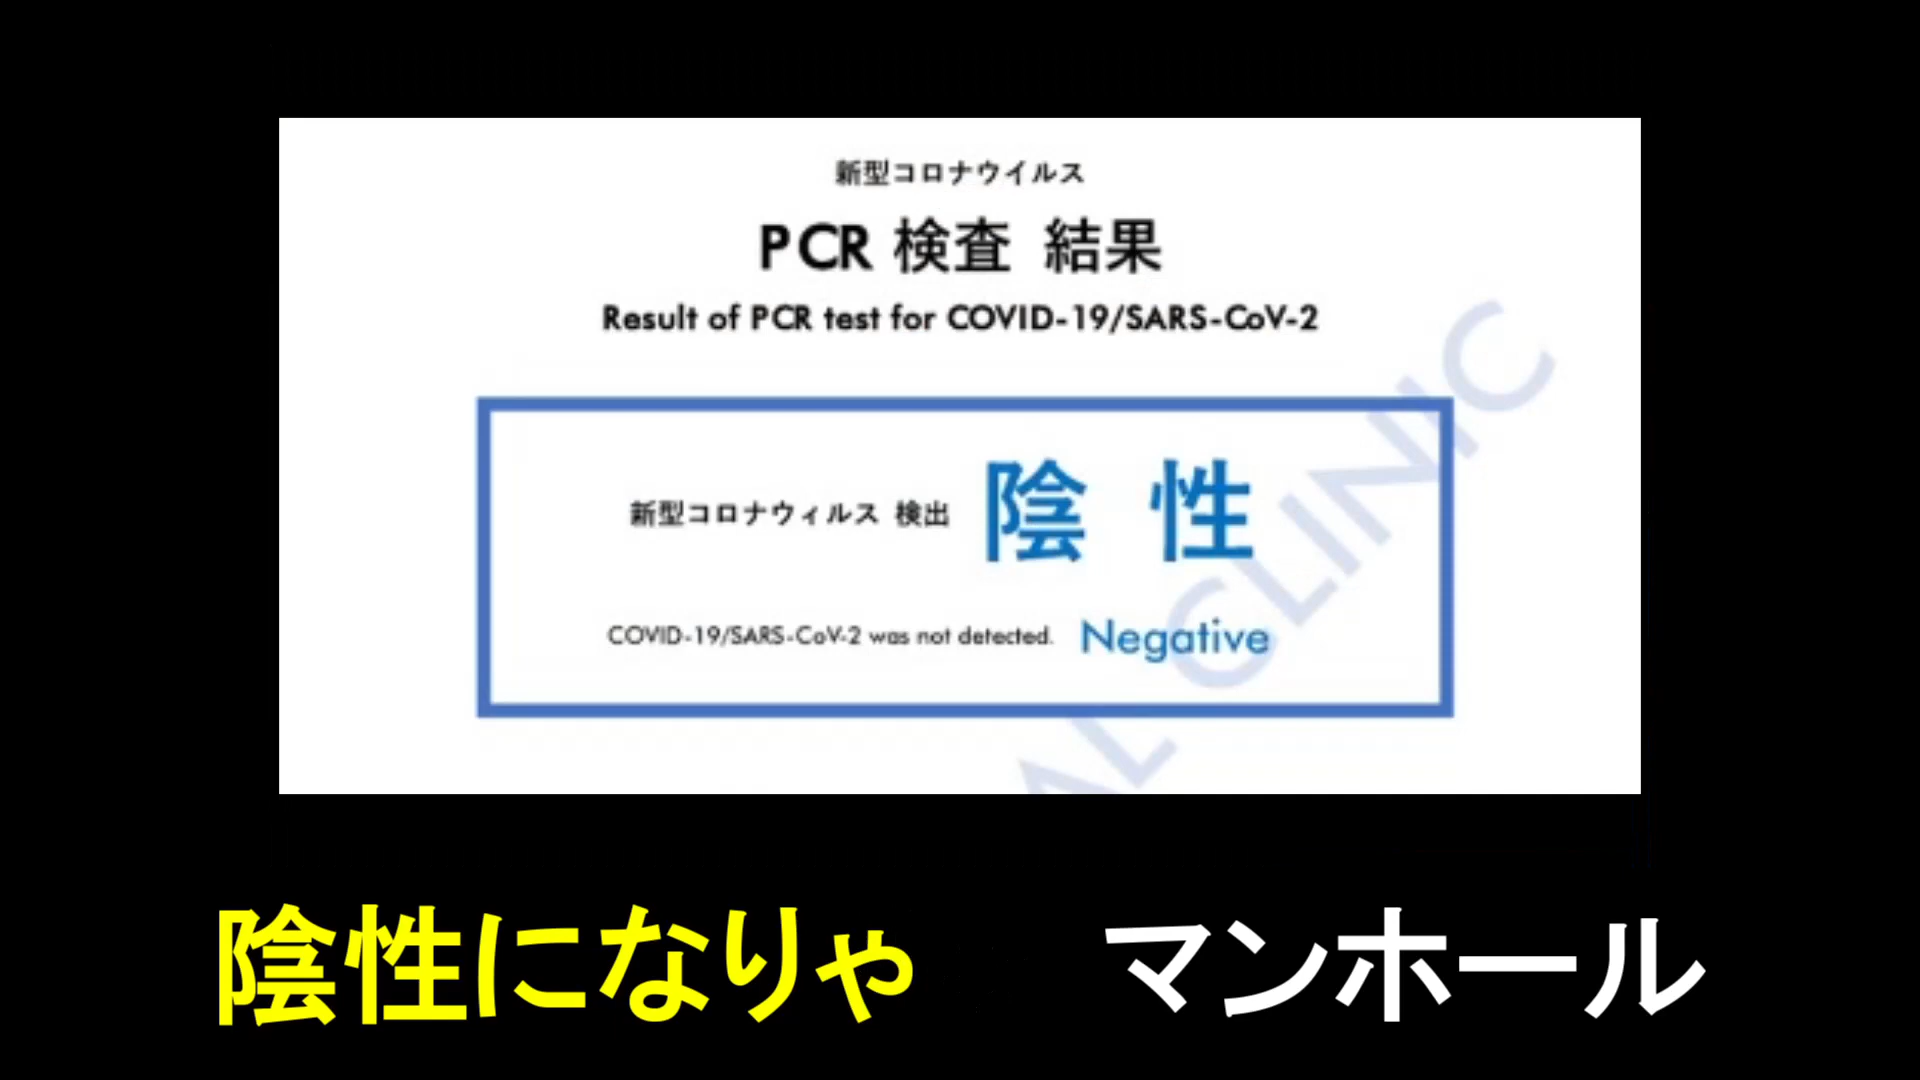 新型コロナウイルス
PCR 検査 結果
Result of PCR test for COVID-19/SARS-CoV-2
新型コロナウィルス 検出 陰 性
COVID-19/SARS-CoV-2 was not detected. Negative
AL CLINIC
陰性になりゃ マンホール